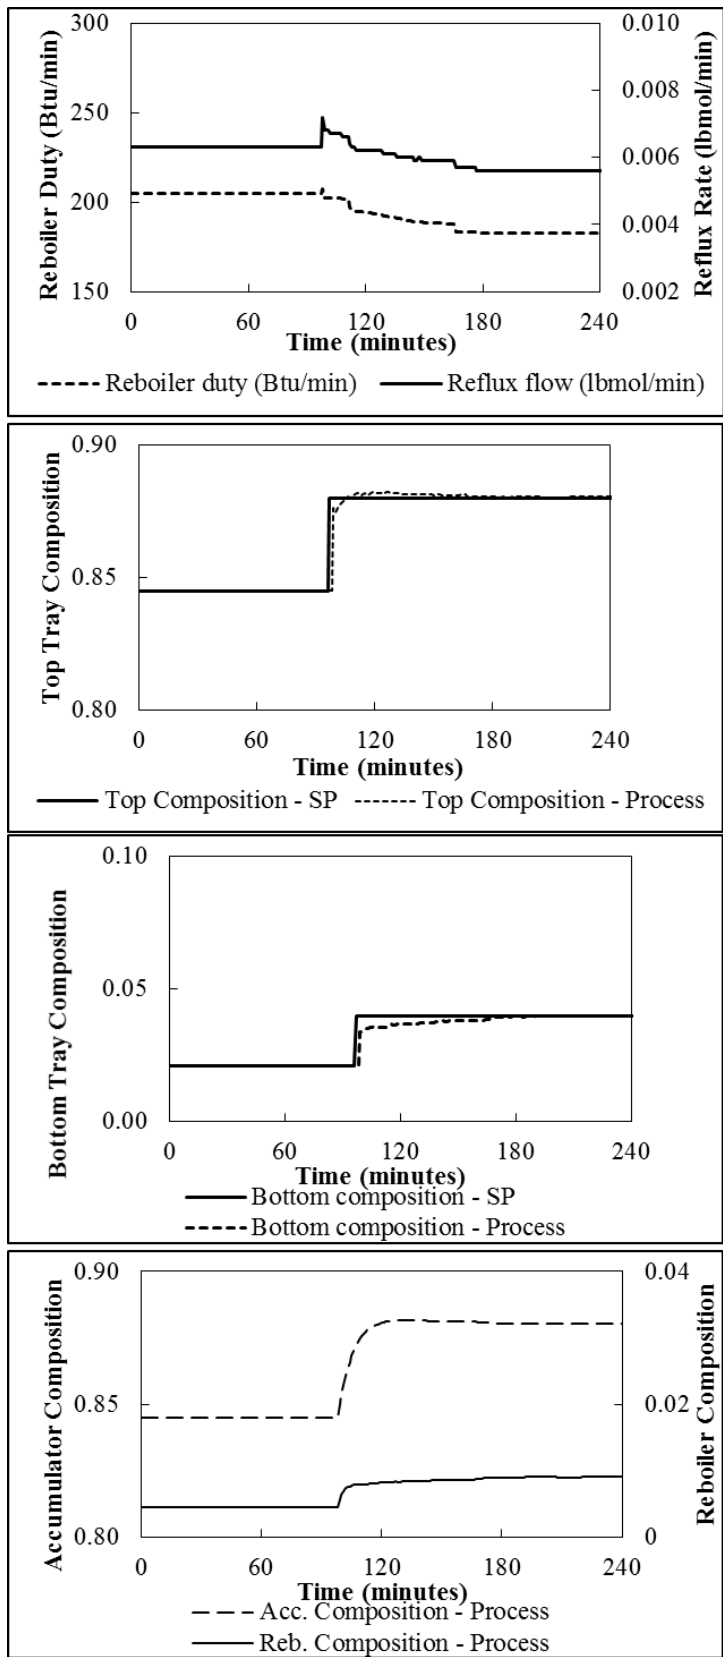 300
250
200
150
Reboiler Duty (Btu/min)
0.010
0.008
0.006
0.004
0.002
Reflux Rate (lbmol/min)
0 60 120 180 240
Time (minutes)
Reboiler duty (Btu/min) Reflux flow (lbmol/min)
0.90
0.85
0.80
Top Tray Composition
0 60 120 180 240
Time (minutes)
Top Composition - SP Top Composition - Process
0.10
0.05
0.00
Bottom Tray Composition
0 60 120 180 240
Time (minutes)
Bottom composition - SP
Bottom composition - Process
0.90
0.85
0.80
Accumulator Composition
0.04
0.02
0
Reboiler Composition
0 60 120 180 240
Time (minutes)
Acc. Composition - Process
Reb. Composition - Process